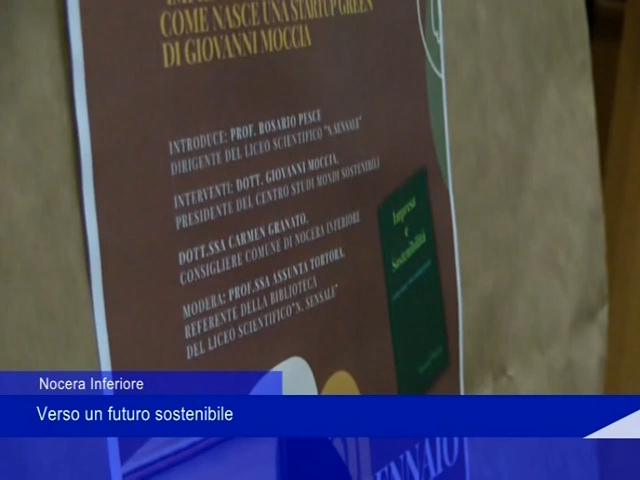 COME NASCE UNA STARTUP GREEN
DI GIOVANNI MOCCIA
INTRODUCE: PROF. ROSARIO PESCE
DIRIGENTE DEL LICEO SCIENTIFICO "N. SENSALE"
INTERVENTI: DOTT. GIOVANNI MOCCIA,
PRESIDENTE DEL CENTRO STUDI MONDI SOSTENIBILI
DOTT.SSA CARMEN GRANATO,
CONSIGLIERE COMUNE DI NOCERA INFERIORE
MODERA: PROF.SSA ASSUNTA TORTORA,
REFERENTE DELLA BIBLIOTECA
DEL LICEO SCIENTIFICO "N. SENSALE"
Impresa
e
Sostenibilità
Nocera Inferiore
Verso un futuro sostenibile
ENNAIO